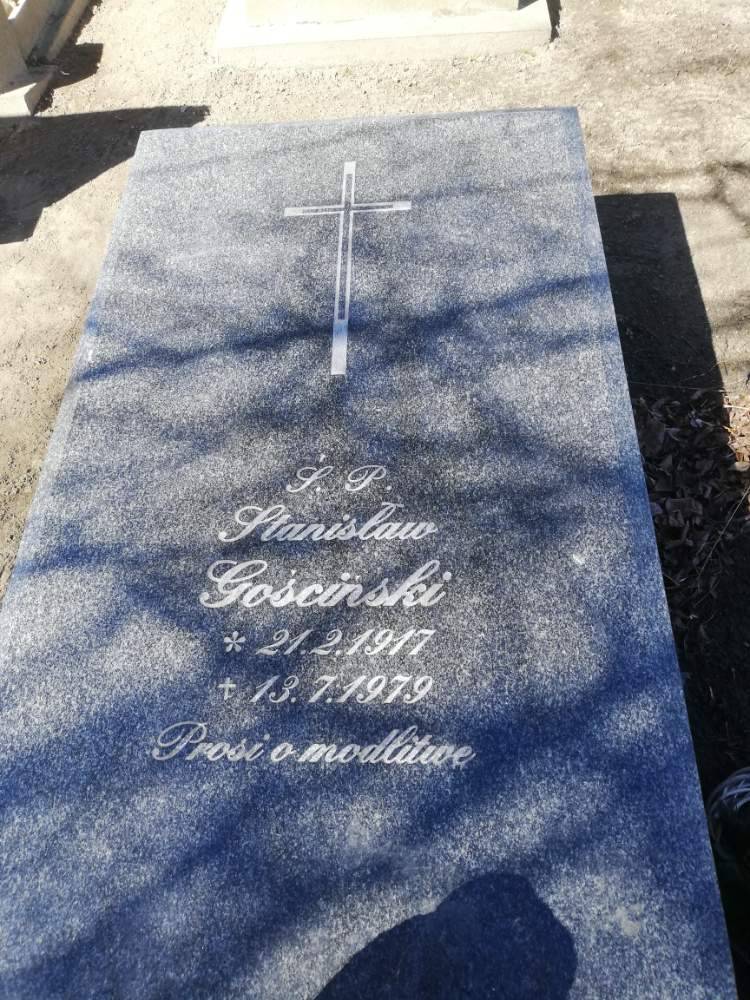 Ś. P.
Stanisław
Gościński
* 21.2.1917
† 13.7.1979
Prosi o modlitwę